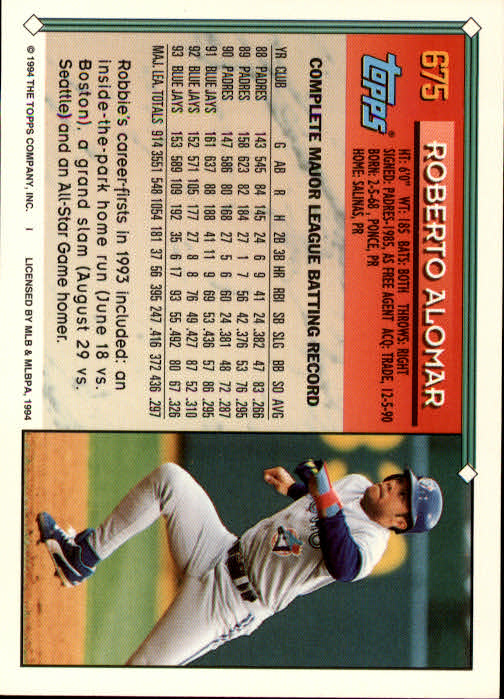 675
ROBERTO ALOMAR
topps
HT: 6'0" WT: 185 BATS: BOTH THROWS: RIGHT
SIGNED: PADRES-1985, AS FREE AGENT ACQ: TRADE, 12-5-90
BORN: 2-5-68, PONCE, PR
HOME: SALINAS, PR
COMPLETE MAJOR LEAGUE BATTING RECORD
YR CLUB G AB R H 2B 3B HR RBI SB SLG BB SO AVG
88 PADRES 143 545 84 145 24 6 9 41 24 .382 47 83 .266
89 PADRES 158 623 82 184 27 1 7 56 42 .376 53 76 .295
90 PADRES 147 586 80 168 27 5 6 60 24 .381 48 72 .287
91 BLUE JAYS 161 637 88 188 41 11 9 69 53 .436 57 86 .295
92 BLUE JAYS 152 571 105 177 27 8 8 76 49 .427 87 52 .310
93 BLUE JAYS 153 589 109 192 35 6 17 93 55 .492 80 67 .326
MAJ. LEA. TOTALS 914 3551 548 1054 181 37 56 395 247 .416 372 436 .297
Robbie's career-firsts in 1993 included: an
inside-the-park home run (June 18 vs.
Boston), a grand slam (August 29 vs.
Seattle) and an All-Star Game homer.
© 1994 THE TOPPS COMPANY, INC. I LICENSED BY MLB & MLBPA, 1994